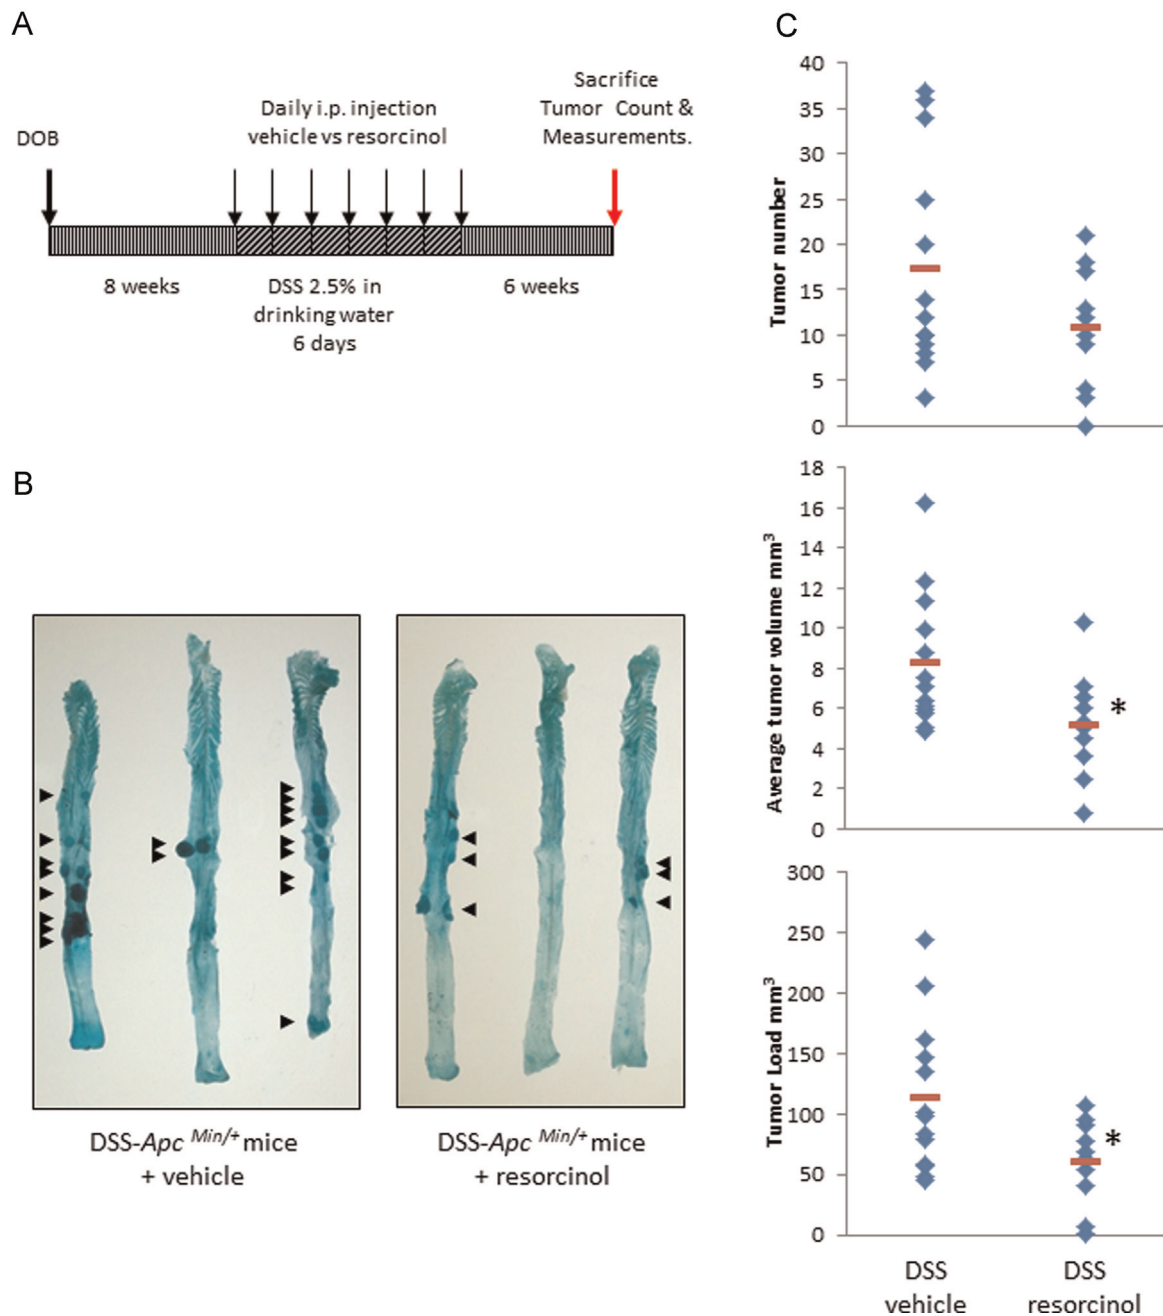 A
DOB
Daily i.p. injection
vehicle vs resorcinol
Sacrifice
Tumor Count &
Measurements.
8 weeks
DSS 2.5% in
drinking water
6 days
6 weeks
B
DSS-Apc Min/+ mice
+ vehicle
DSS-Apc Min/+ mice
+ resorcinol
C
Tumor number
40
35
30
25
20
15
10
5
0
Average tumor volume mm³
18
16
14
12
10
8
6
4
2
0
*
Tumor Load mm³
300
250
200
150
100
50
0
*
DSS
vehicle
DSS
resorcinol